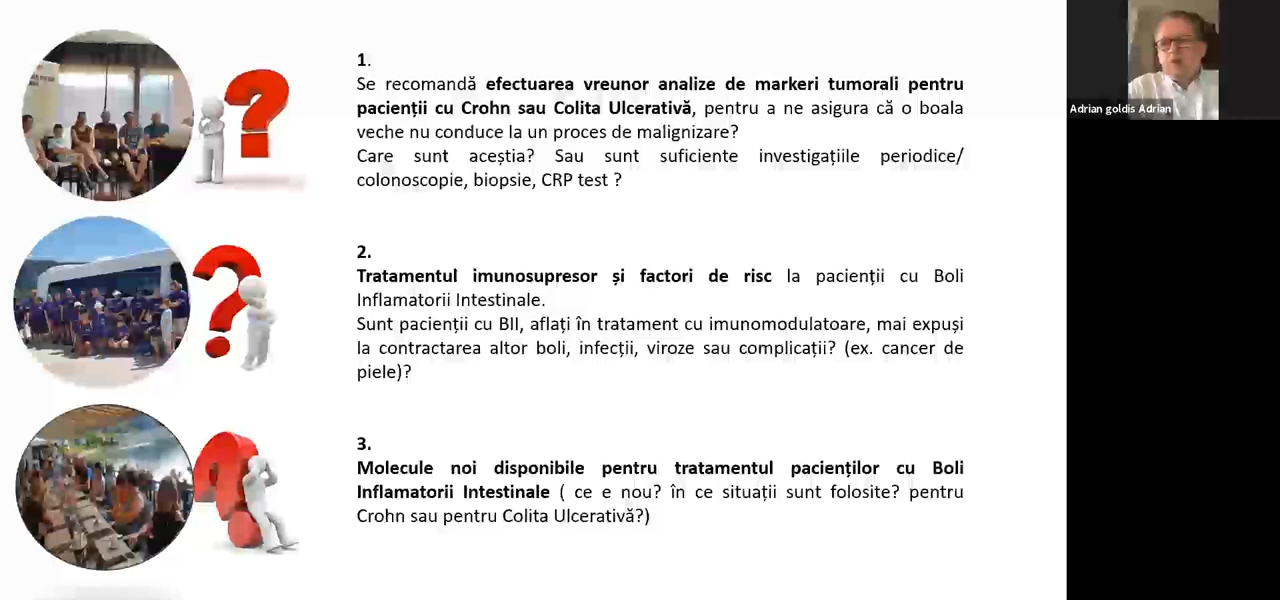 1.
Se recomandă efectuarea vreunor analize de markeri tumorali pentru
pacienții cu Crohn sau Colita Ulcerativă, pentru a ne asigura că o boala
veche nu conduce la un proces de malignizare?
Care sunt aceștia? Sau sunt suficiente investigațiile periodice/
colonoscopie, biopsie, CRP test ?
2.
Tratamentul imunosupresor și factori de risc la pacienții cu Boli
Inflamatorii Intestinale.
Sunt pacienții cu BII, aflați în tratament cu imunomodulatoare, mai expuși
la contractarea altor boli, infecții, viroze sau complicații? (ex. cancer de
piele)?
3.
Molecule noi disponibile pentru tratamentul pacienților cu Boli
Inflamatorii Intestinale ( ce e nou? în ce situații sunt folosite? pentru
Crohn sau pentru Colita Ulcerativă?)
Adrian goldis Adrian